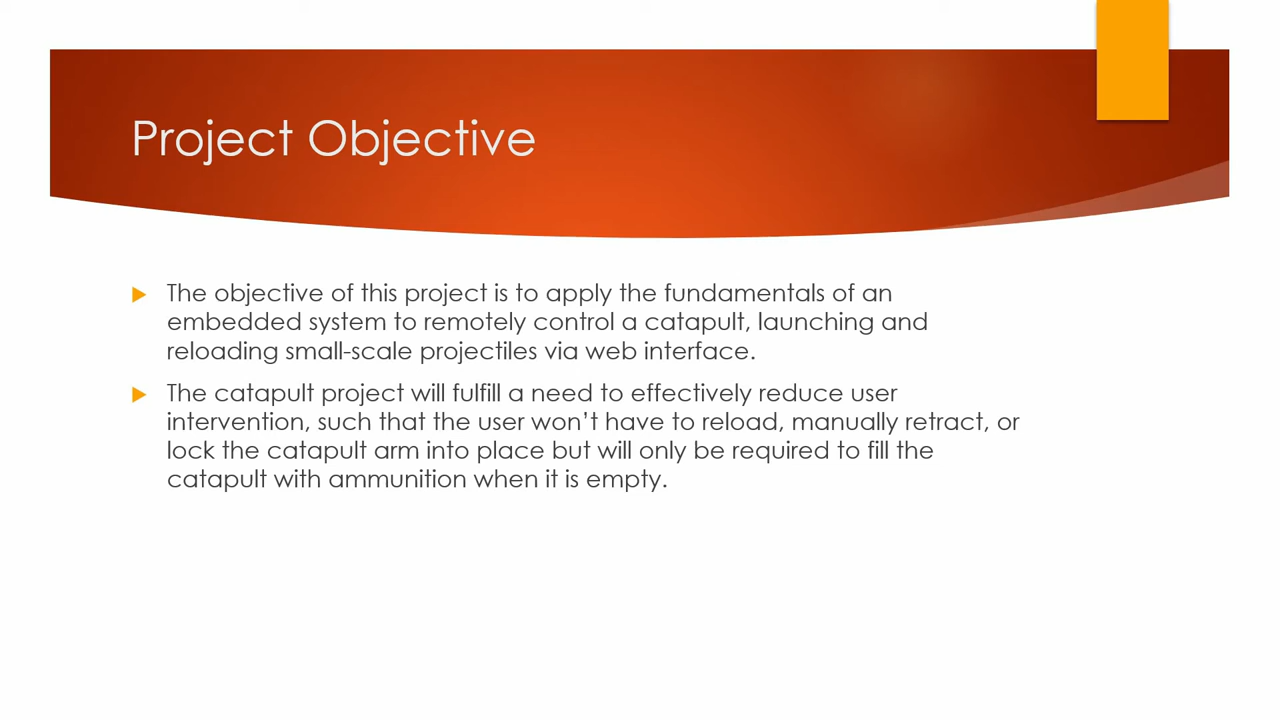 Project Objective
The objective of this project is to apply the fundamentals of an
embedded system to remotely control a catapult, launching and
reloading small-scale projectiles via web interface.
The catapult project will fulfill a need to effectively reduce user
intervention, such that the user won’t have to reload, manually retract, or
lock the catapult arm into place but will only be required to fill the
catapult with ammunition when it is empty.